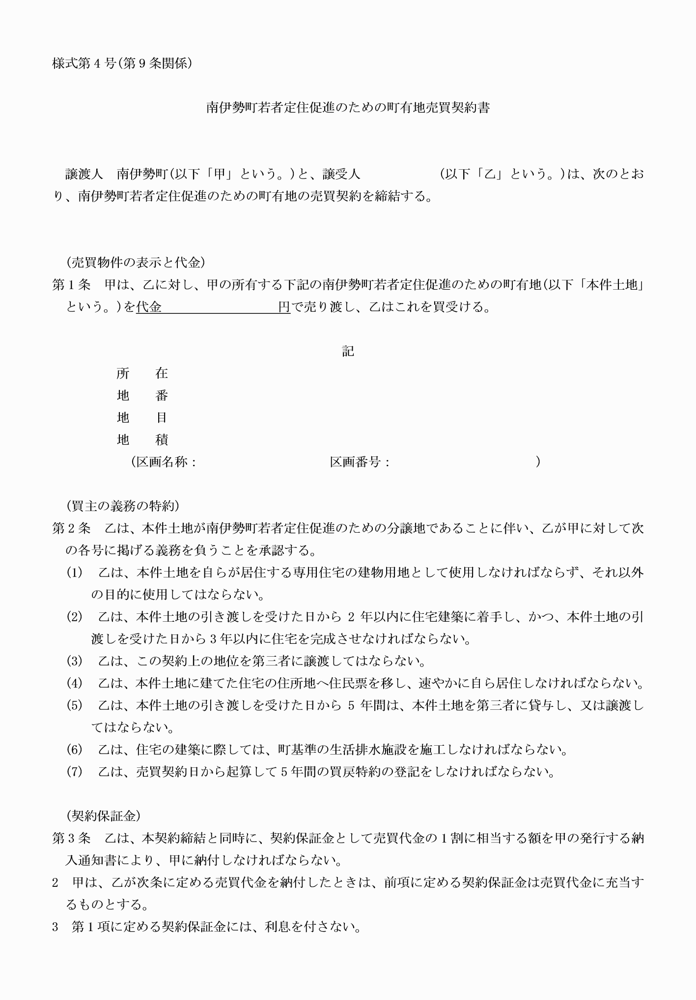 様式第4号(第9条関係)
南伊勢町若者定住促進のための町有地売買契約書
譲渡人　南伊勢町(以下「甲」という。)と、譲受人　　　　　　(以下「乙」という。)は、次のとお
り、南伊勢町若者定住促進のための町有地の売買契約を締結する。
(売買物件の表示と代金)
第1条　甲は、乙に対し、甲の所有する下記の南伊勢町若者定住促進のための町有地(以下「本件土地」
という。)を代金　　　　　　　　　円で売り渡し、乙はこれを買受ける。
記
所　　在
地　　番
地　　目
地　　積
(区画名称：　　　　　　　　　　区画番号：　　　　　　　　　　　)
(買主の義務の特約)
第2条　乙は、本件土地が南伊勢町若者定住促進のための分譲地であることに伴い、乙が甲に対して次
の各号に掲げる義務を負うことを承認する。
(1)　乙は、本件土地を自らが居住する専用住宅の建物用地として使用しなければならず、それ以外
の目的に使用してはならない。
(2)　乙は、本件土地の引き渡しを受けた日から 2 年以内に住宅建築に着手し、かつ、本件土地の引
渡しを受けた日から3年以内に住宅を完成させなければならない。
(3)　乙は、この契約上の地位を第三者に譲渡してはならない。
(4)　乙は、本件土地に建てた住宅の住所地へ住民票を移し、速やかに自ら居住しなければならない。
(5)　乙は、本件土地の引き渡しを受けた日から 5 年間は、本件土地を第三者に貸与し、又は譲渡し
てはならない。
(6)　乙は、住宅の建築に際しては、町基準の生活排水施設を施工しなければならない。
(7)　乙は、売買契約日から起算して5年間の買戻特約の登記をしなければならない。
(契約保証金)
第3条　乙は、本契約締結と同時に、契約保証金として売買代金の1割に相当する額を甲の発行する納
入通知書により、甲に納付しなければならない。
2　甲は、乙が次条に定める売買代金を納付したときは、前項に定める契約保証金は売買代金に充当す
るものとする。
3　第1項に定める契約保証金には、利息を付さない。